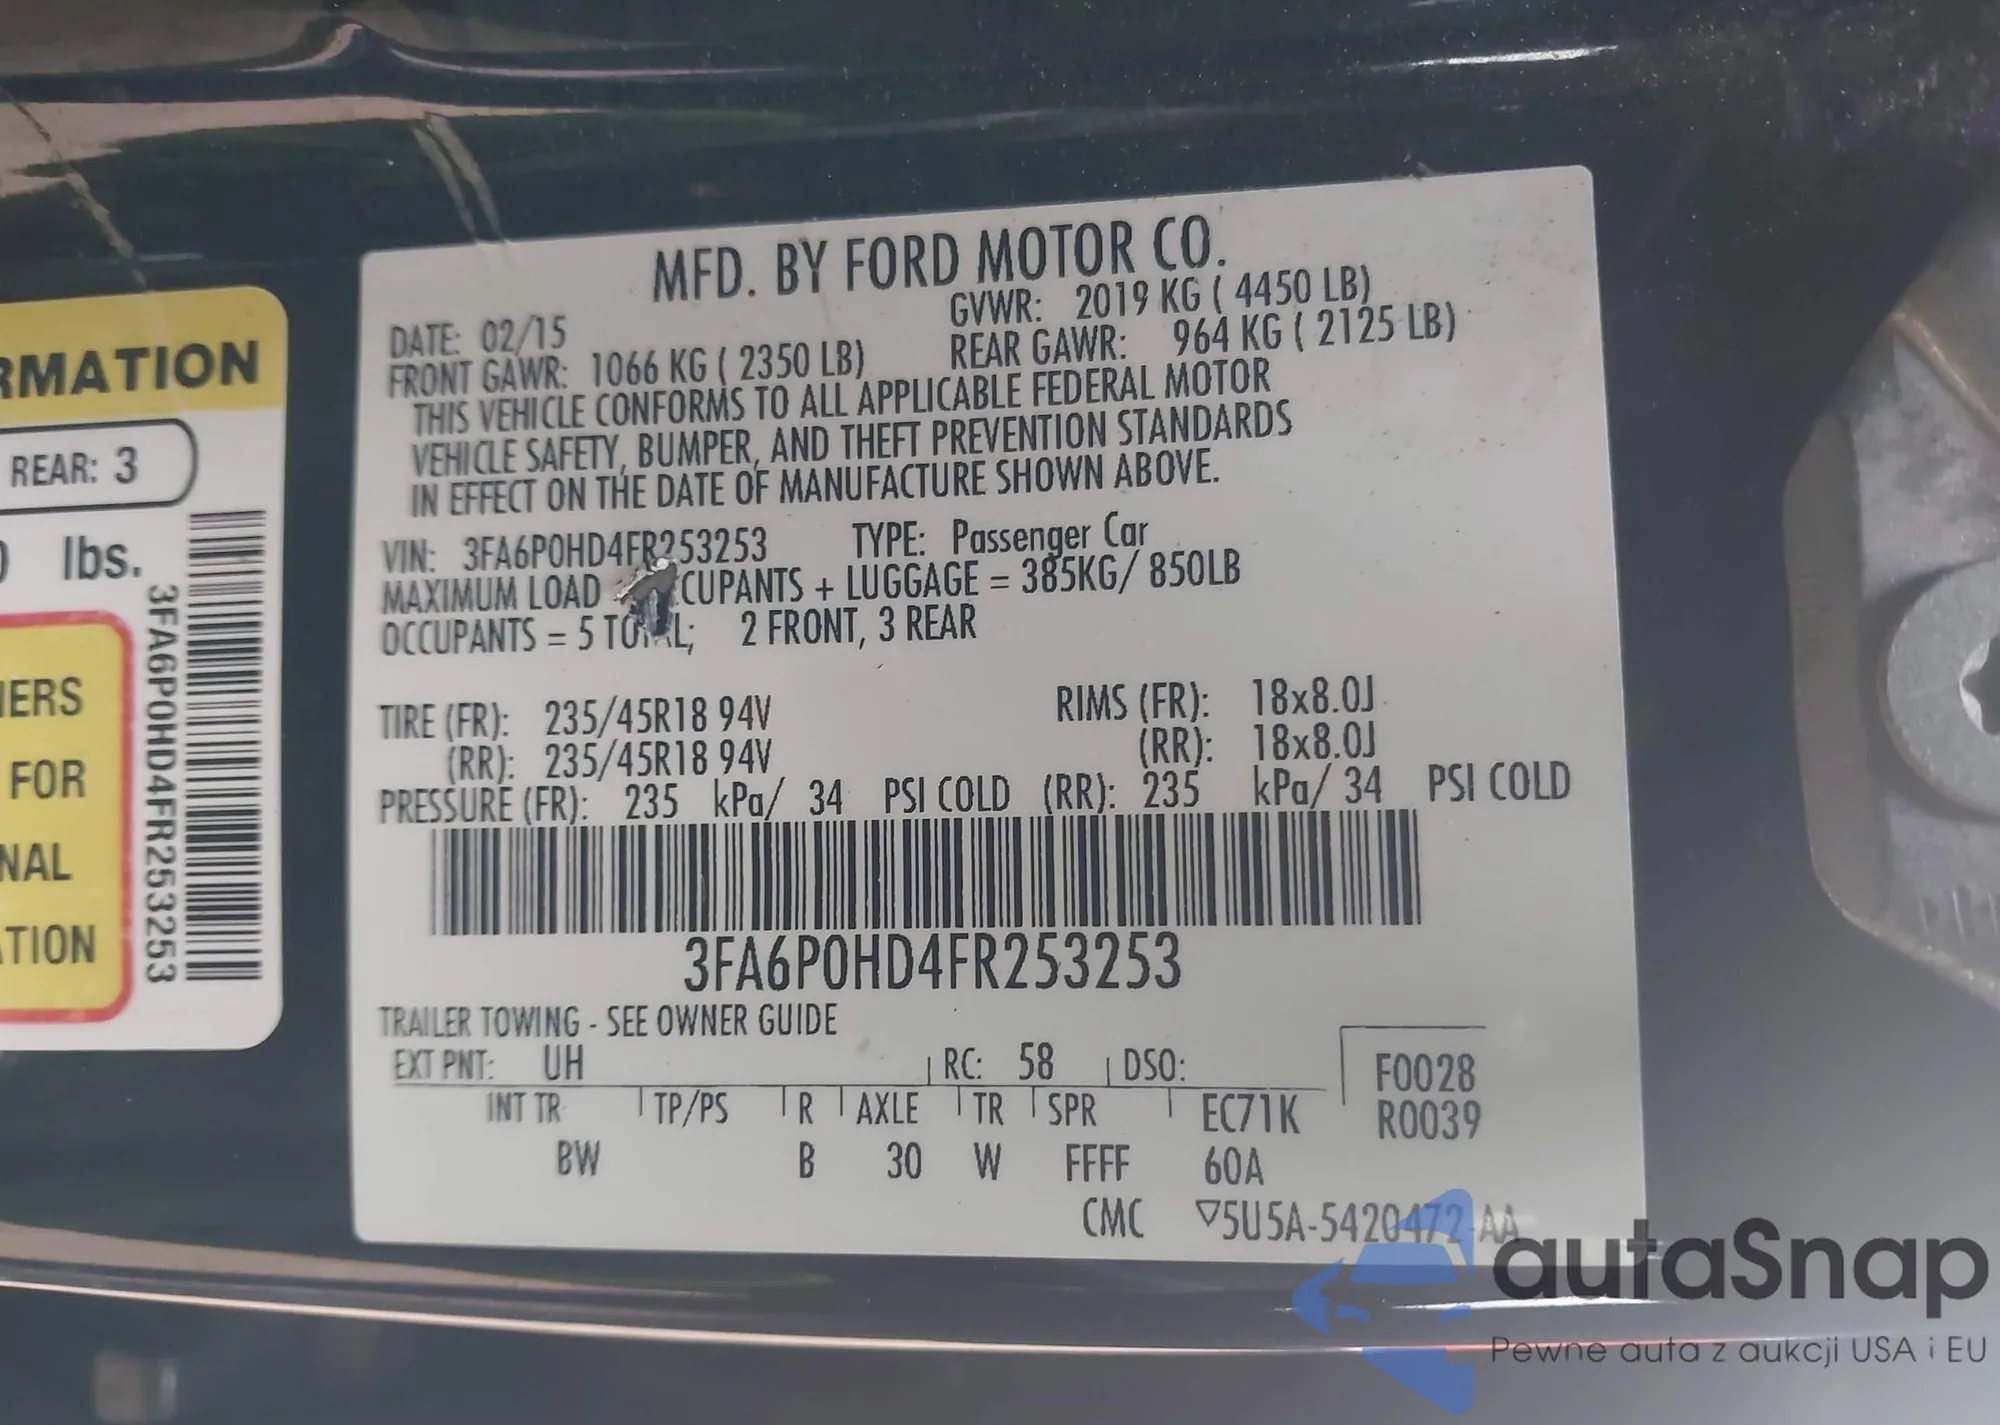 RMATION
REAR: 3
lbs.
IERS
FOR
NAL
ATION
3FA6P0HD4FR253253
MFD. BY FORD MOTOR CO.
DATE: 02/15 GVWR: 2019 KG ( 4450 LB)
FRONT GAWR: 1066 KG ( 2350 LB) REAR GAWR: 964 KG ( 2125 LB)
THIS VEHICLE CONFORMS TO ALL APPLICABLE FEDERAL MOTOR
VEHICLE SAFETY, BUMPER, AND THEFT PREVENTION STANDARDS
IN EFFECT ON THE DATE OF MANUFACTURE SHOWN ABOVE.
VIN: 3FA6P0HD4FR253253 TYPE: Passenger Car
MAXIMUM LOAD CUPANTS + LUGGAGE = 385KG/ 850LB
OCCUPANTS = 5 TOTAL; 2 FRONT, 3 REAR
TIRE (FR): 235/45R18 94V RIMS (FR): 18x8.0J
(RR): 235/45R18 94V (RR): 18x8.0J
PRESSURE (FR): 235 kPa/ 34 PSI COLD (RR): 235 kPa/ 34 PSI COLD
3FA6P0HD4FR253253
TRAILER TOWING - SEE OWNER GUIDE
EXT PNT: UH RC: 58 DSO: F0028
INT TR TP/PS R AXLE TR SPR EC71K R0039
BW B 30 W FFFF 60A
CMC ▽5U5A-5420472-AA
autaSnap
Pewne auta z aukcji USA i EU